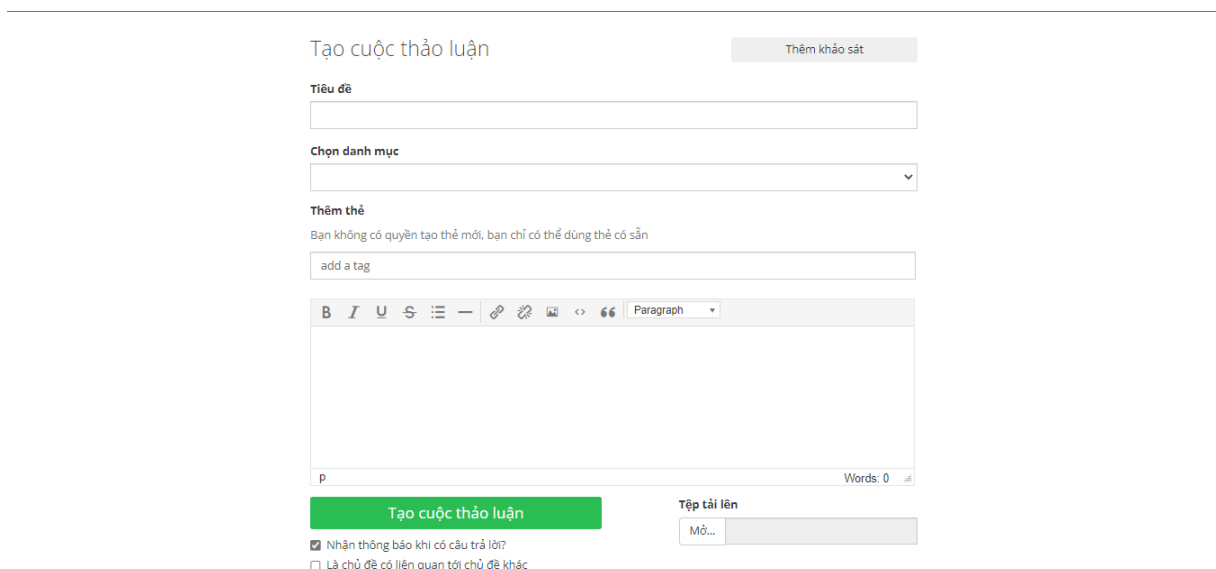 Tạo cuộc thảo luận
Thêm khảo sát
Tiêu đề
Chọn danh mục
Thêm thẻ
Bạn không có quyền tạo thẻ mới, bạn chỉ có thể dùng thẻ có sẵn
add a tag
B I U S Paragraph
p
Words: 0
Tạo cuộc thảo luận
Tệp tải lên
Mở...
Nhận thông báo khi có câu trả lời?
Là chủ đề có liên quan tới chủ đề khác